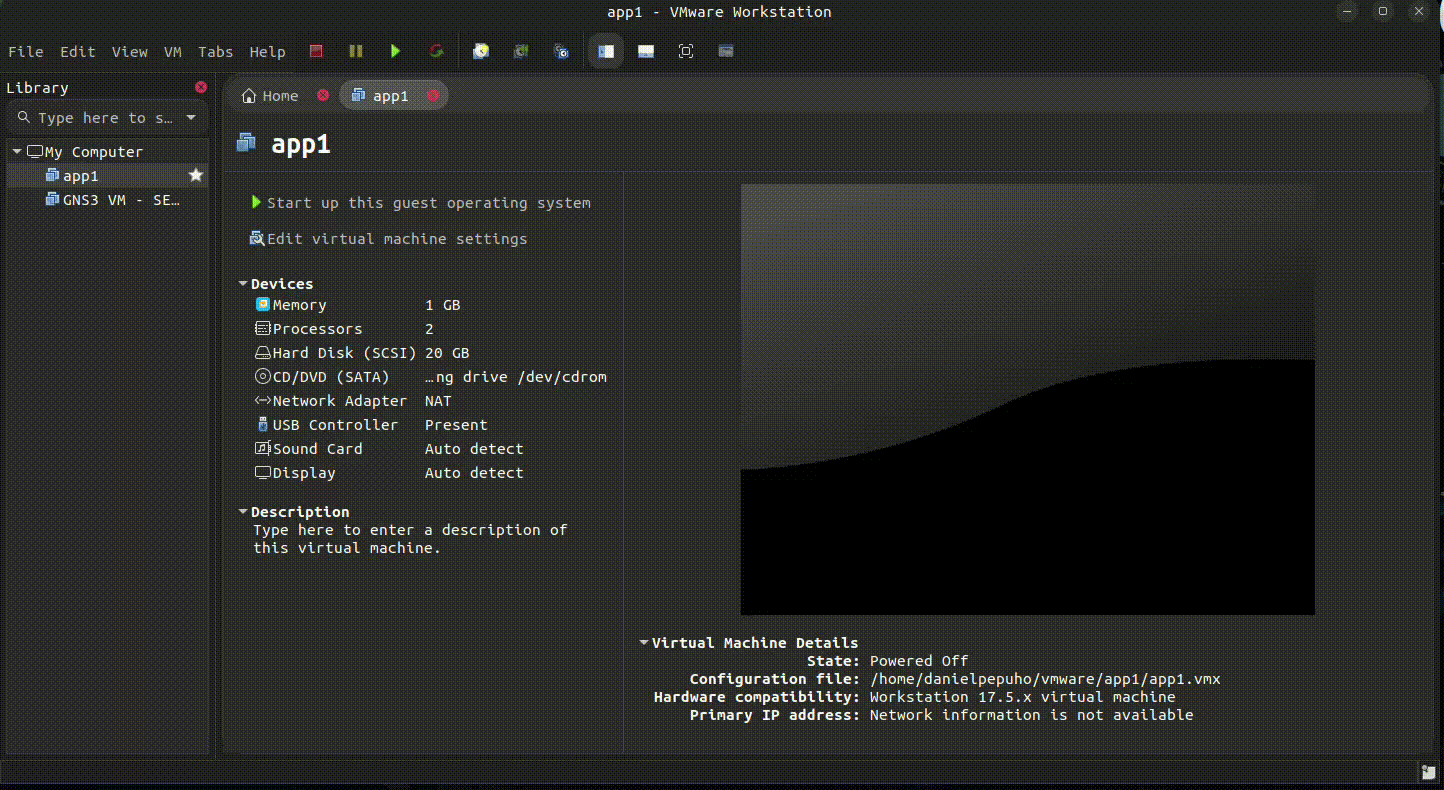 app1 - VMware Workstation
File Edit View VM Tabs Help
Library
Type here to s…
My Computer
app1
GNS3 VM - SE…
Home
app1
app1
Start up this guest operating system
Edit virtual machine settings
Devices
Memory 1 GB
Processors 2
Hard Disk (SCSI) 20 GB
CD/DVD (SATA) …ng drive /dev/cdrom
Network Adapter NAT
USB Controller Present
Sound Card Auto detect
Display Auto detect
Description
Type here to enter a description of
this virtual machine.
Virtual Machine Details
State: Powered Off
Configuration file: /home/danielpepuho/vmware/app1/app1.vmx
Hardware compatibility: Workstation 17.5.x virtual machine
Primary IP address: Network information is not available